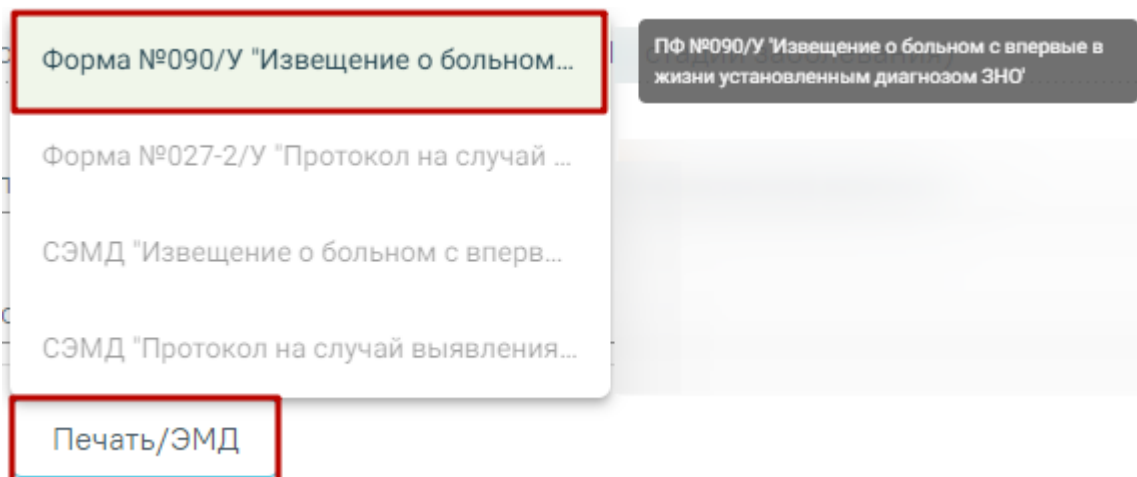 Форма №090/У "Извещение о больном...
ПФ №090/У 'Извещение о больном с впервые в
жизни установленным диагнозом ЗНО'
Форма №027-2/У "Протокол на случай ...
СЭМД "Извещение о больном с вперв...
СЭМД "Протокол на случай выявления...
Печать/ЭМД